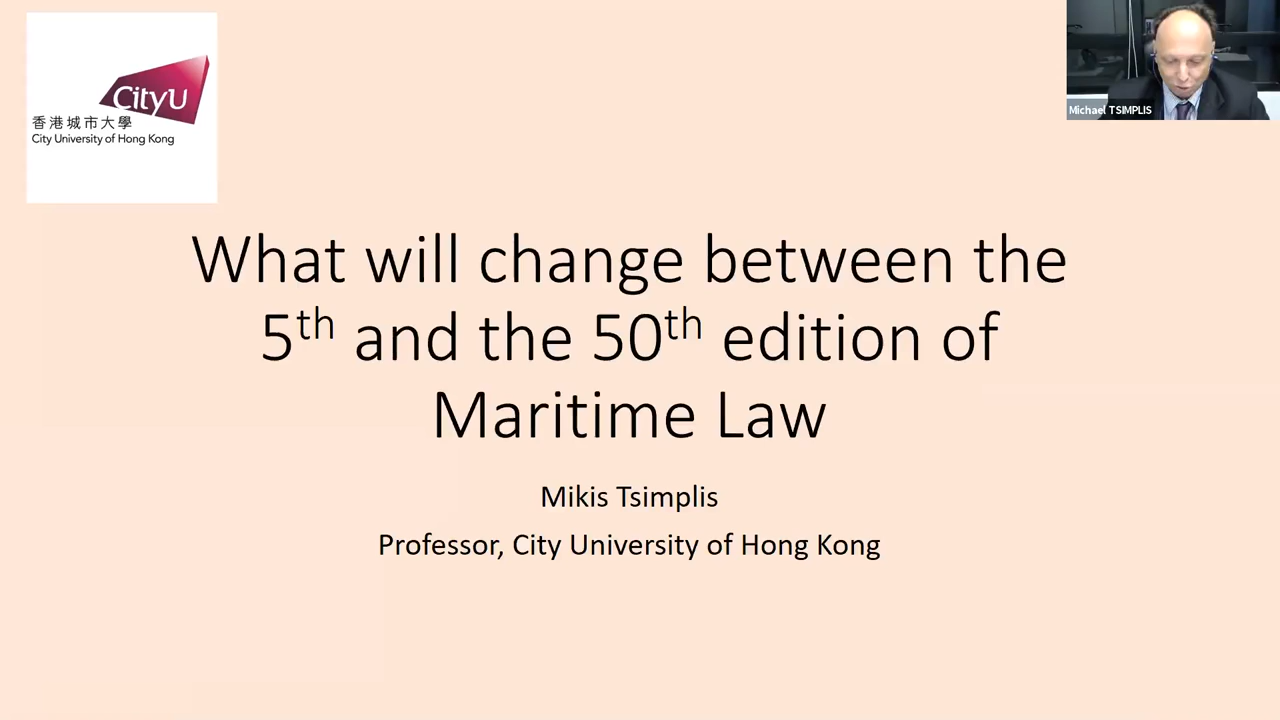 CityU
香港城市大學
City University of Hong Kong
Michael TSIMPLIS
What will change between the
5th and the 50th edition of
Maritime Law
Mikis Tsimplis
Professor, City University of Hong Kong